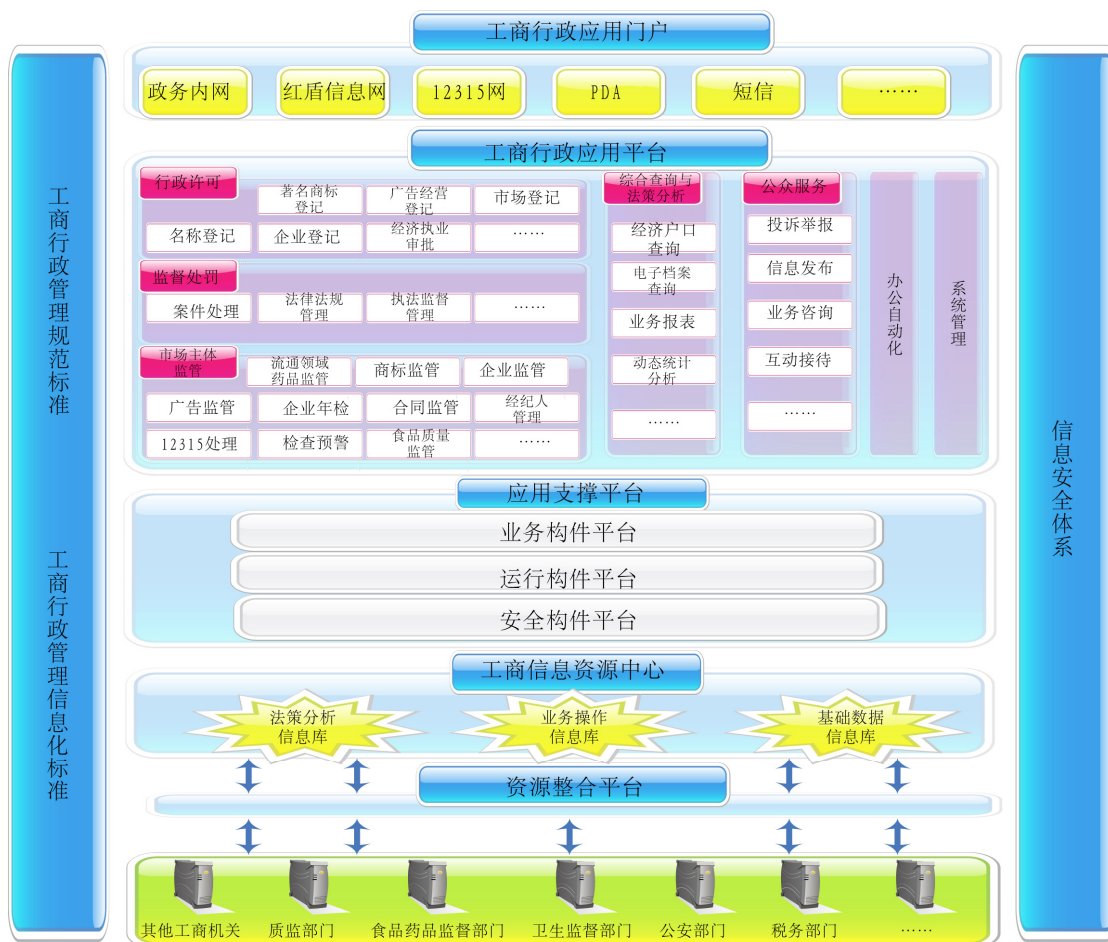 工商行政应用门户
政务内网
红盾信息网
12315网
PDA
短信
……
工商行政应用平台
行政许可
著名商标
登记
广告经营
登记
市场登记
名称登记
企业登记
经济执业
审批
……
监督处罚
案件处理
法律法规
管理
执法监督
管理
……
市场主体
监管
流通领域
药品监管
商标监管
企业监管
广告监管
企业年检
合同监管
经纪人
管理
12315处理
检查预警
食品质量
监管
……
综合查询与
法策分析
经济户口
查询
电子档案
查询
业务报表
动态统计
分析
……
公众服务
投诉举报
信息发布
业务咨询
互动接待
……
办公自动化
系统管理
应用支撑平台
业务构件平台
运行构件平台
安全构件平台
工商信息资源中心
法策分析
信息库
业务操作
信息库
基础数据
信息库
资源整合平台
其他工商机关
质监部门
食品药品监督部门
卫生监督部门
公安部门
税务部门
……
工商行政管理规范标准
工商行政管理信息化标准
信息安全体系